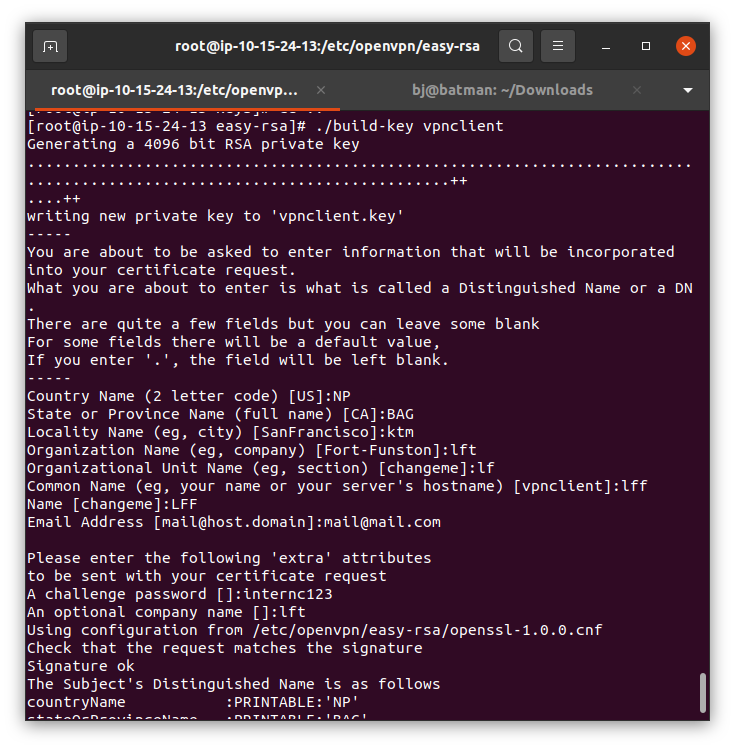 root@ip-10-15-24-13:/etc/openvpn/easy-rsa
root@ip-10-15-24-13:/etc/openvp... × bj@batman: ~/Downloads ×
[root@ip-10-15-24-13 easy-rsa]# ./build-key vpnclient
Generating a 4096 bit RSA private key
..........................................................................
...............................................++
....++
writing new private key to 'vpnclient.key'
-----
You are about to be asked to enter information that will be incorporated
into your certificate request.
What you are about to enter is what is called a Distinguished Name or a DN
.
There are quite a few fields but you can leave some blank
For some fields there will be a default value,
If you enter '.', the field will be left blank.
-----
Country Name (2 letter code) [US]:NP
State or Province Name (full name) [CA]:BAG
Locality Name (eg, city) [SanFrancisco]:ktm
Organization Name (eg, company) [Fort-Funston]:lft
Organizational Unit Name (eg, section) [changeme]:lf
Common Name (eg, your name or your server's hostname) [vpnclient]:lff
Name [changeme]:LFF
Email Address [mail@host.domain]:mail@mail.com
Please enter the following 'extra' attributes
to be sent with your certificate request
A challenge password []:internc123
An optional company name []:lft
Using configuration from /etc/openvpn/easy-rsa/openssl-1.0.0.cnf
Check that the request matches the signature
Signature ok
The Subject's Distinguished Name is as follows
countryName :PRINTABLE:'NP'
stateOrProvinceName :PRINTABLE:'BAG'